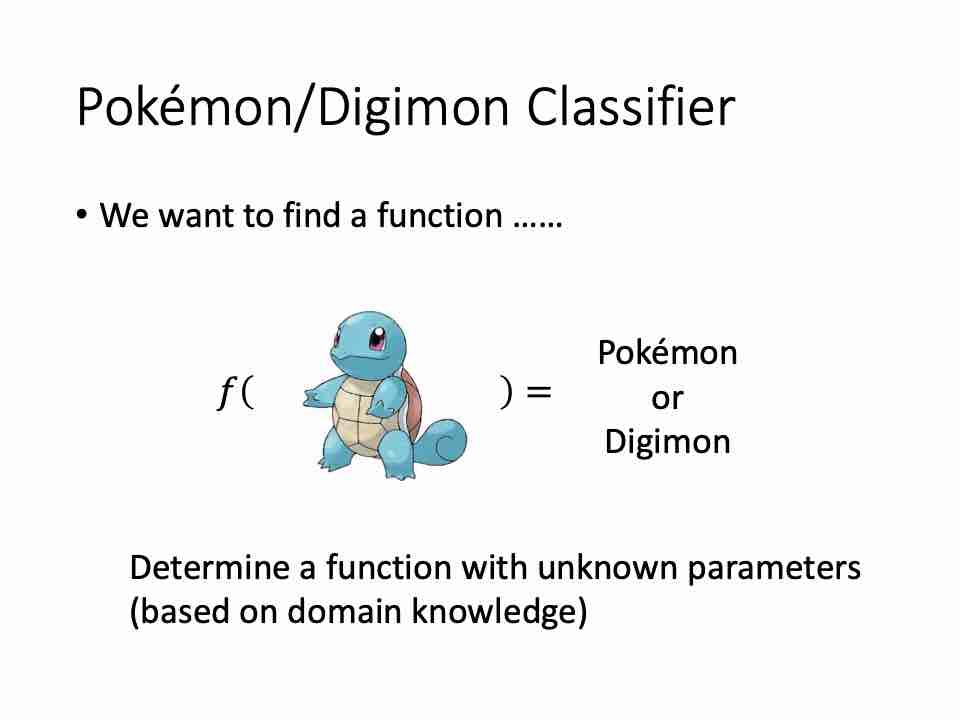 Pokémon/Digimon Classifier
• We want to find a function ……
f( ) =
Pokémon
or
Digimon
Determine a function with unknown parameters
(based on domain knowledge)